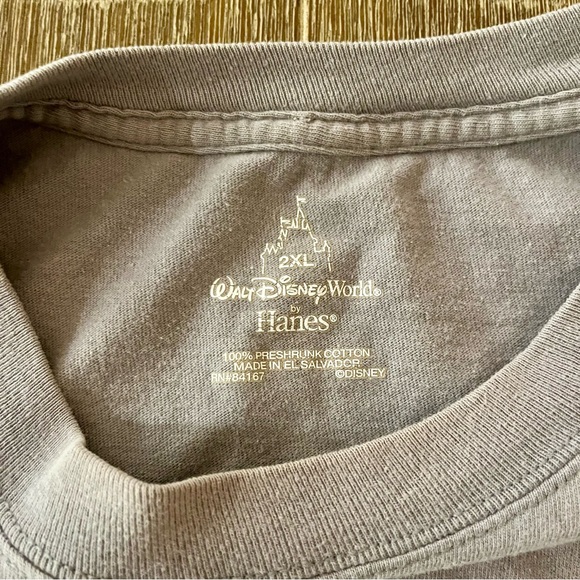 2XL
Walt Disney World®
by
Hanes®
100% PRESHRUNK COTTON
MADE IN EL SALVADOR
RN#84167 ©DISNEY